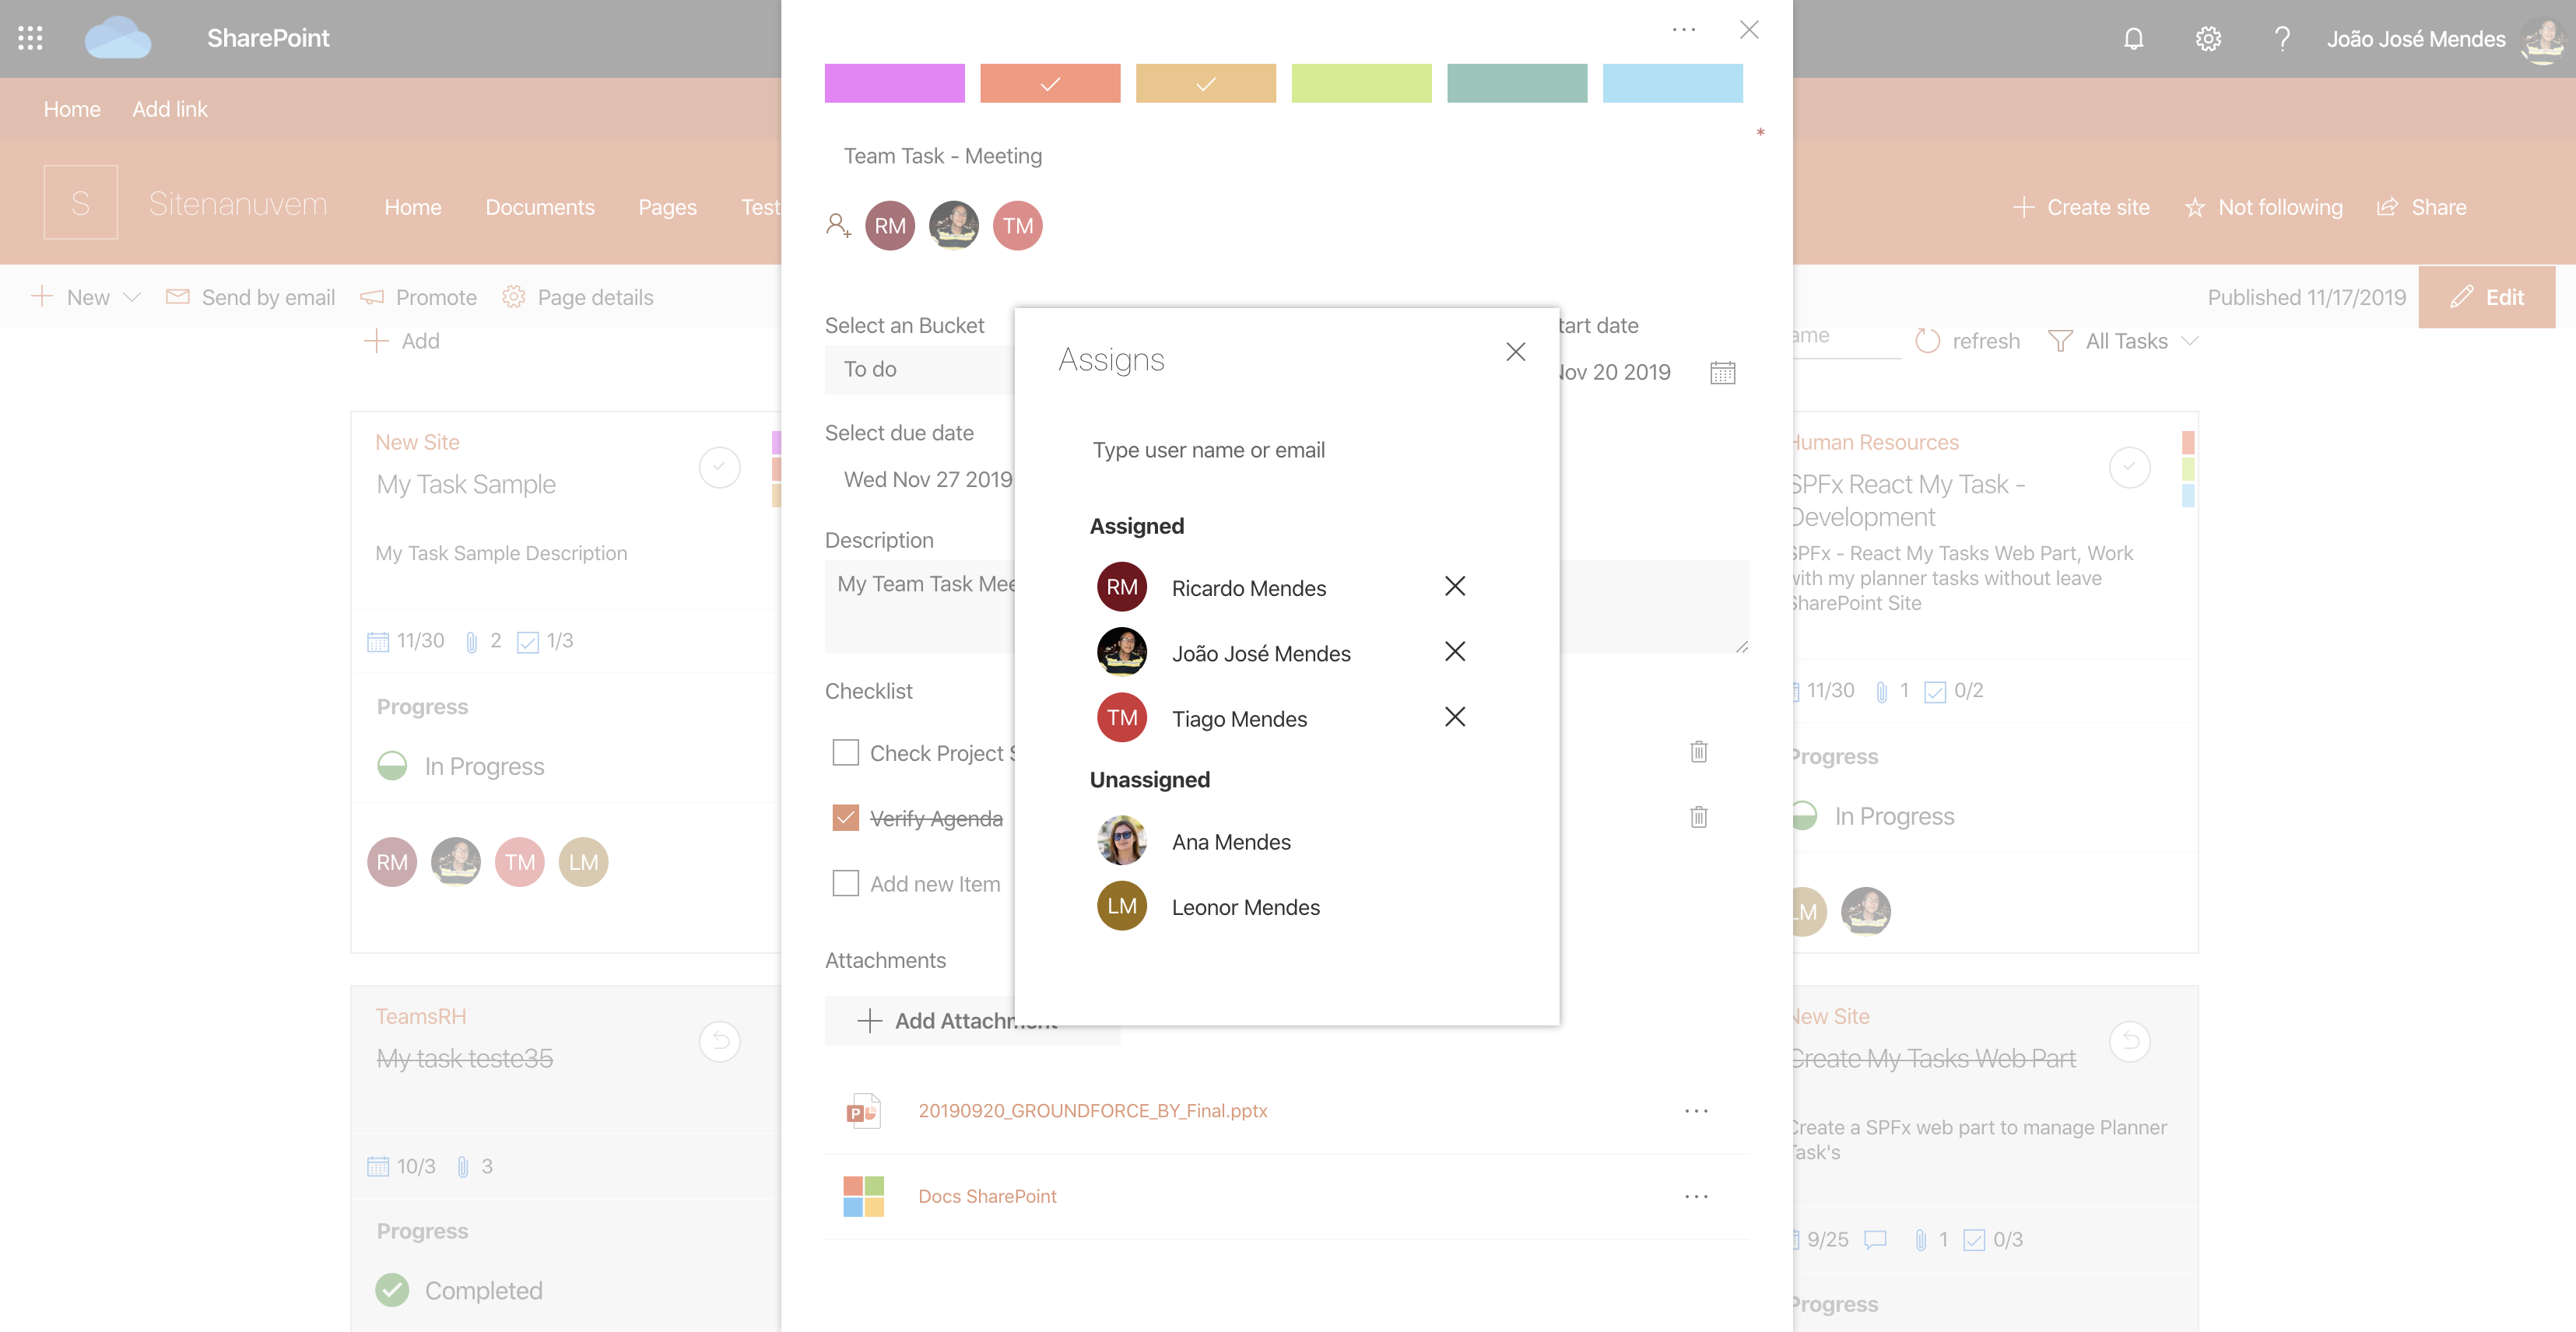 SharePoint
João José Mendes
Home Add link
S Sitenanuvem Home Documents Pages Test
Create site Not following Share
New Send by email Promote Page details
Published 11/17/2019 Edit
Add
refresh All Tasks
New Site
My Task Sample
My Task Sample Description
11/30 2 1/3
Progress
In Progress
RM TM LM
TeamsRH
My task teste35
10/3 3
Progress
Completed
*
Team Task - Meeting
RM TM
Select an Bucket
To do
tart date
Nov 20 2019
Select due date
Wed Nov 27 2019
Description
My Team Task Mee
Checklist
Check Project S
Verify Agenda
Add new Item
Attachments
Add Attachment
20190920_GROUNDFORCE_BY_Final.pptx
Docs SharePoint
Assigns
Type user name or email
Assigned
RM Ricardo Mendes
João José Mendes
TM Tiago Mendes
Unassigned
Ana Mendes
LM Leonor Mendes
Human Resources
SPFx React My Task -
Development
SPFx - React My Tasks Web Part, Work
with my planner tasks without leave
SharePoint Site
11/30 1 0/2
Progress
In Progress
LM
New Site
Create My Tasks Web Part
Create a SPFx web part to manage Planner
Task's
9/25 1 0/3
Progress